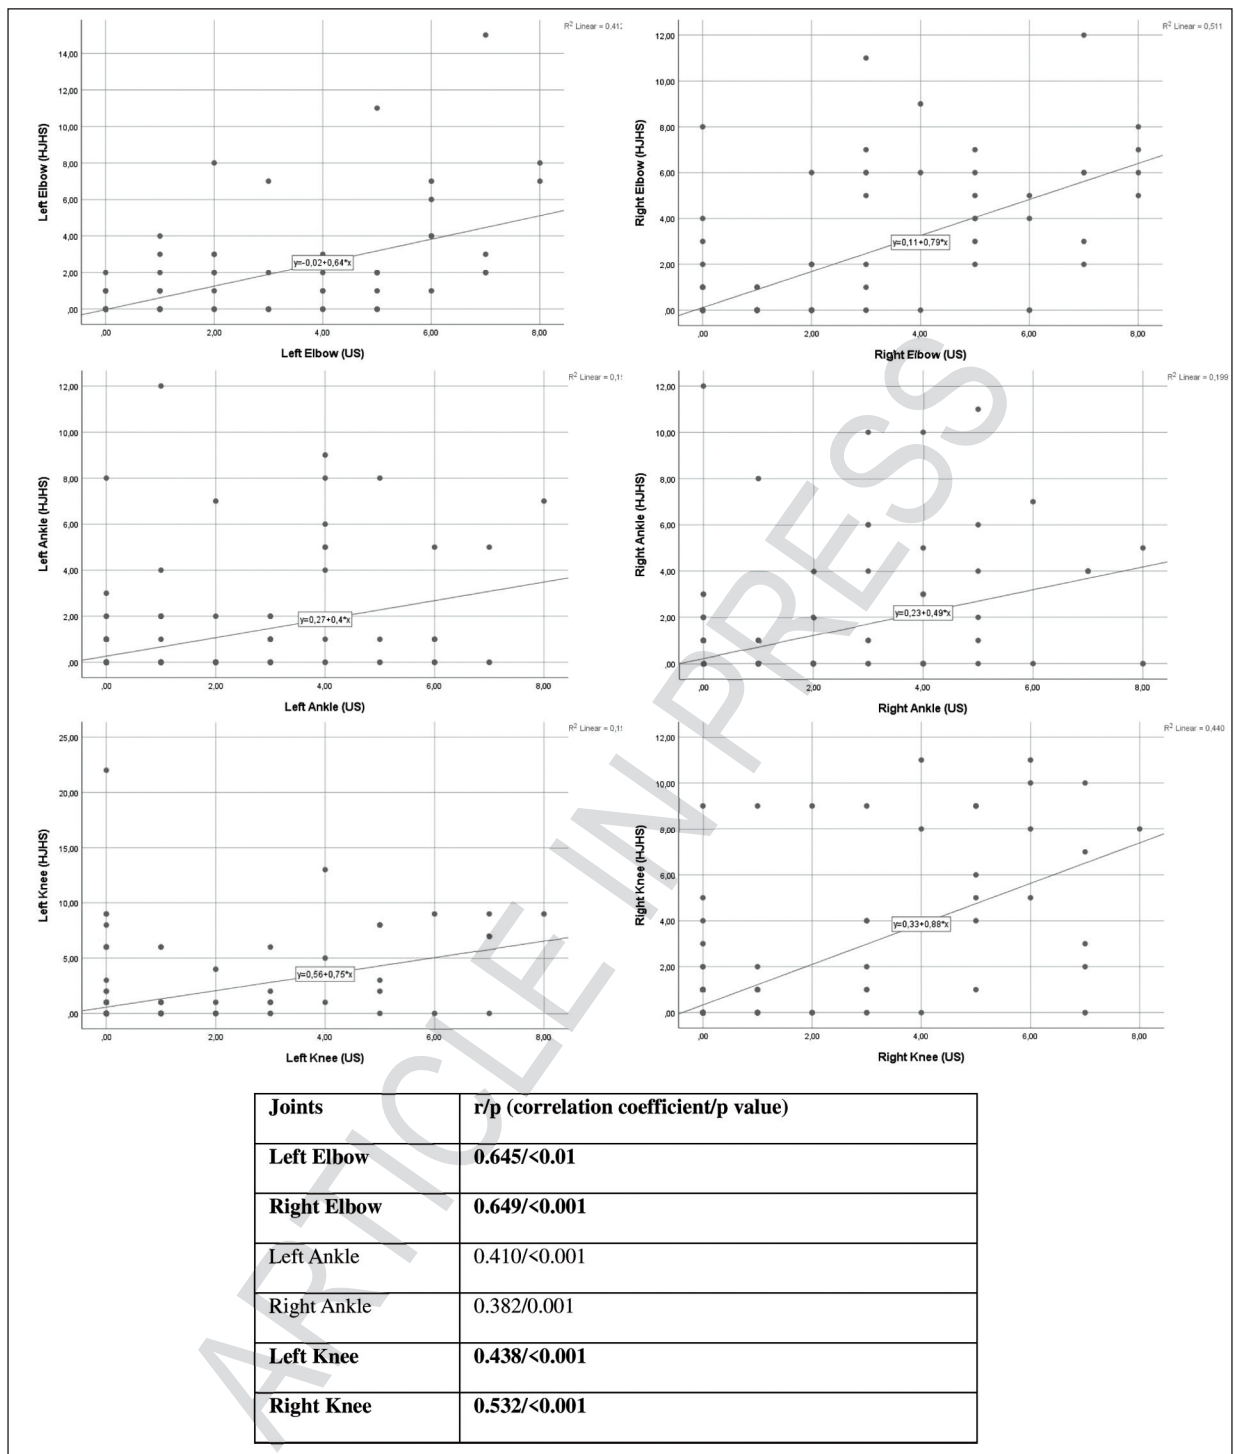 R² Linear = 0,41
Left Elbow (HJHS)
14,00
12,00
10,00
8,00
6,00
4,00
2,00
,00
y=-0,02+0,64*x
,00 2,00 4,00 6,00 8,00
Left Elbow (US)
R² Linear = 0,511
Right Elbow (HJHS)
12,00
10,00
8,00
6,00
4,00
2,00
,00
y=0,11+0,79*x
,00 2,00 4,00 6,00 8,00
Right Elbow (US)
R² Linear = 0,1
Left Ankle (HJHS)
12,00
10,00
8,00
6,00
4,00
2,00
,00
y=0,27+0,4*x
,00 2,00 4,00 6,00 8,00
Left Ankle (US)
R² Linear = 0,199
Right Ankle (HJHS)
12,00
10,00
8,00
6,00
4,00
2,00
,00
y=0,23+0,49*x
,00 2,00 4,00 6,00 8,00
Right Ankle (US)
R² Linear = 0,1
Left Knee (HJHS)
25,00
20,00
15,00
10,00
5,00
,00
y=0,56+0,75*x
,00 2,00 4,00 6,00 8,00
Left Knee (US)
R² Linear = 0,440
Right Knee (HJHS)
12,00
10,00
8,00
6,00
4,00
2,00
,00
y=0,33+0,88*x
,00 2,00 4,00 6,00 8,00
Right Knee (US)
Joints r/p (correlation coefficient/p value)
Left Elbow 0.645/<0.01
Right Elbow 0.649/<0.001
Left Ankle 0.410/<0.001
Right Ankle 0.382/0.001
Left Knee 0.438/<0.001
Right Knee 0.532/<0.001
ARTICLE IN PRESS